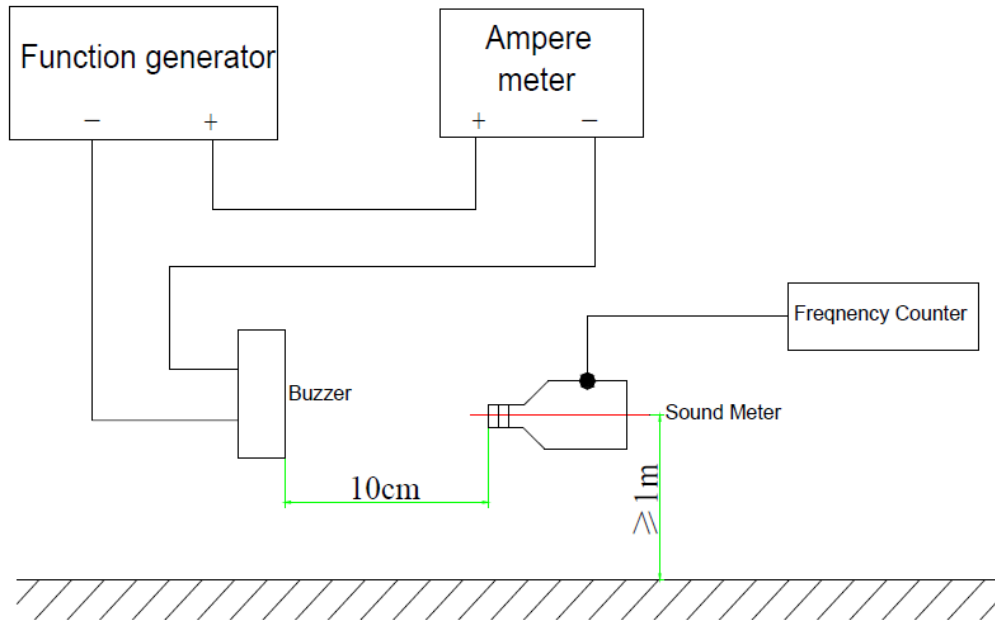 Function generator
− +
Ampere
meter
+ −
Freqnency Counter
Buzzer
Sound Meter
10cm
⩾1m